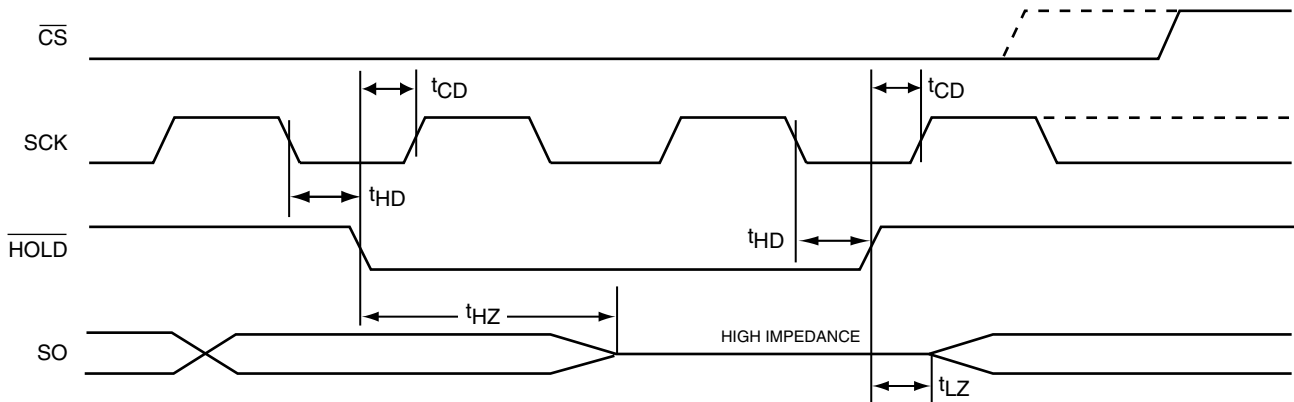 CS
tCD
tCD
SCK
tHD
HOLD
tHD
tHZ
HIGH IMPEDANCE
SO
tLZ